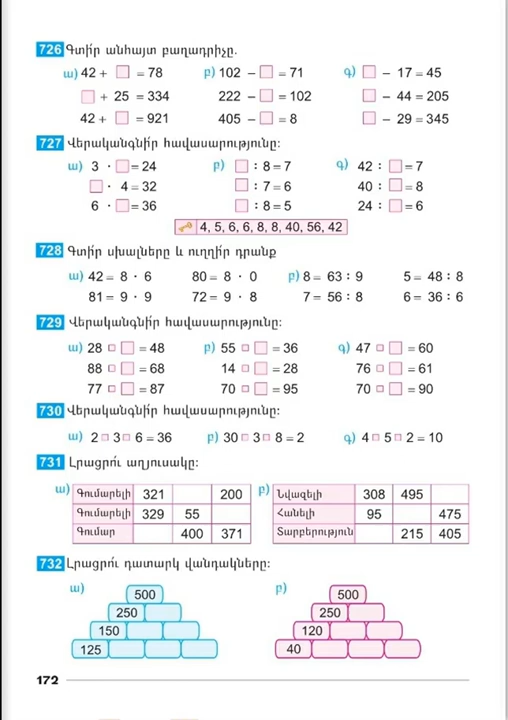 726 Գտի՛ր անհայտ բաղադրիչը.
ա) 42 + □ = 78 բ) 102 − □ = 71 գ) □ − 17 = 45
□ + 25 = 334 222 − □ = 102 □ − 44 = 205
42 + □ = 921 405 − □ = 8 □ − 29 = 345
727 Վերականգնի՛ր հավասարությունը:
ա) 3 · □ = 24 բ) □ : 8 = 7 գ) 42 : □ = 7
□ · 4 = 32 □ : 7 = 6 40 : □ = 8
6 · □ = 36 □ : 8 = 5 24 : □ = 6
4, 5, 6, 6, 8, 8, 40, 56, 42
728 Գտի՛ր սխալները և ուղղի՛ր դրանք
ա) 42 = 8 · 6 80 = 8 · 0 բ) 8 = 63 : 9 5 = 48 : 8
81 = 9 · 9 72 = 9 · 8 7 = 56 : 8 6 = 36 : 6
729 Վերականգնի՛ր հավասարությունը:
ա) 28 □ □ = 48 բ) 55 □ □ = 36 գ) 47 □ □ = 60
88 □ □ = 68 14 □ □ = 28 76 □ □ = 61
77 □ □ = 87 70 □ □ = 95 70 □ □ = 90
730 Վերականգնի՛ր հավասարությունը:
ա) 2 □ 3 □ 6 = 36 բ) 30 □ 3 □ 8 = 2 գ) 4 □ 5 □ 2 = 10
731 Լրացրո՛ւ աղյուսակը:
ա) Գումարելի 321 200 բ) Նվազելի 308 495
Գումարելի 329 55 Հանելի 95 475
Գումար 400 371 Տարբերություն 215 405
732 Լրացրո՛ւ դատարկ վանդակները:
ա) 500 բ) 500
250 250
150 120
125 40
172